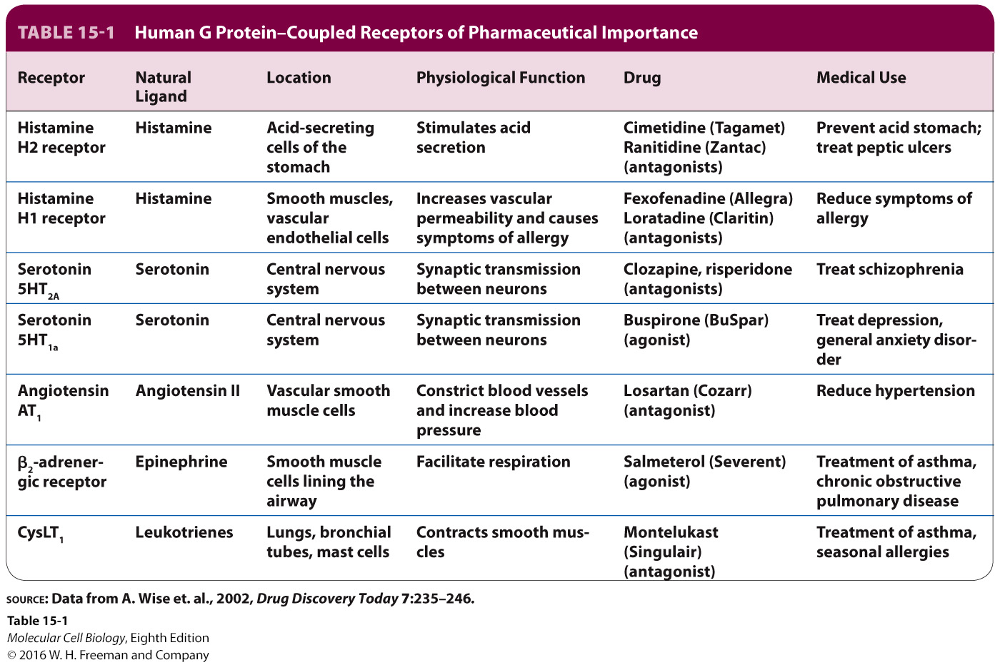 TABLE 15-1 Human G Protein–Coupled Receptors of Pharmaceutical Importance
Receptor Natural Ligand Location Physiological Function Drug Medical Use
Histamine Histamine Acid-secreting Stimulates acid Cimetidine (Tagamet) Prevent acid stomach;
H2 receptor cells of the secretion Ranitidine (Zantac) treat peptic ulcers
stomach (antagonists)
Histamine Histamine Smooth muscles, Increases vascular Fexofenadine (Allegra) Reduce symptoms of
H1 receptor vascular permeability and causes Loratadine (Claritin) allergy
endothelial cells symptoms of allergy (antagonists)
Serotonin Serotonin Central nervous Synaptic transmission Clozapine, risperidone Treat schizophrenia
5HT2A system between neurons (antagonists)
Serotonin Serotonin Central nervous Synaptic transmission Buspirone (BuSpar) Treat depression,
5HT1a system between neurons (agonist) general anxiety disor-
der
Angiotensin Angiotensin II Vascular smooth Constrict blood vessels Losartan (Cozarr) Reduce hypertension
AT1 muscle cells and increase blood (antagonist)
pressure
β2-adrener- Epinephrine Smooth muscle Facilitate respiration Salmeterol (Severent) Treatment of asthma,
gic receptor cells lining the (agonist) chronic obstructive
airway pulmonary disease
CysLT1 Leukotrienes Lungs, bronchial Contracts smooth mus- Montelukast Treatment of asthma,
tubes, mast cells cles (Singulair) seasonal allergies
(antagonist)
SOURCE: Data from A. Wise et. al., 2002, Drug Discovery Today 7:235–246.
Table 15-1
Molecular Cell Biology, Eighth Edition
© 2016 W. H. Freeman and Company